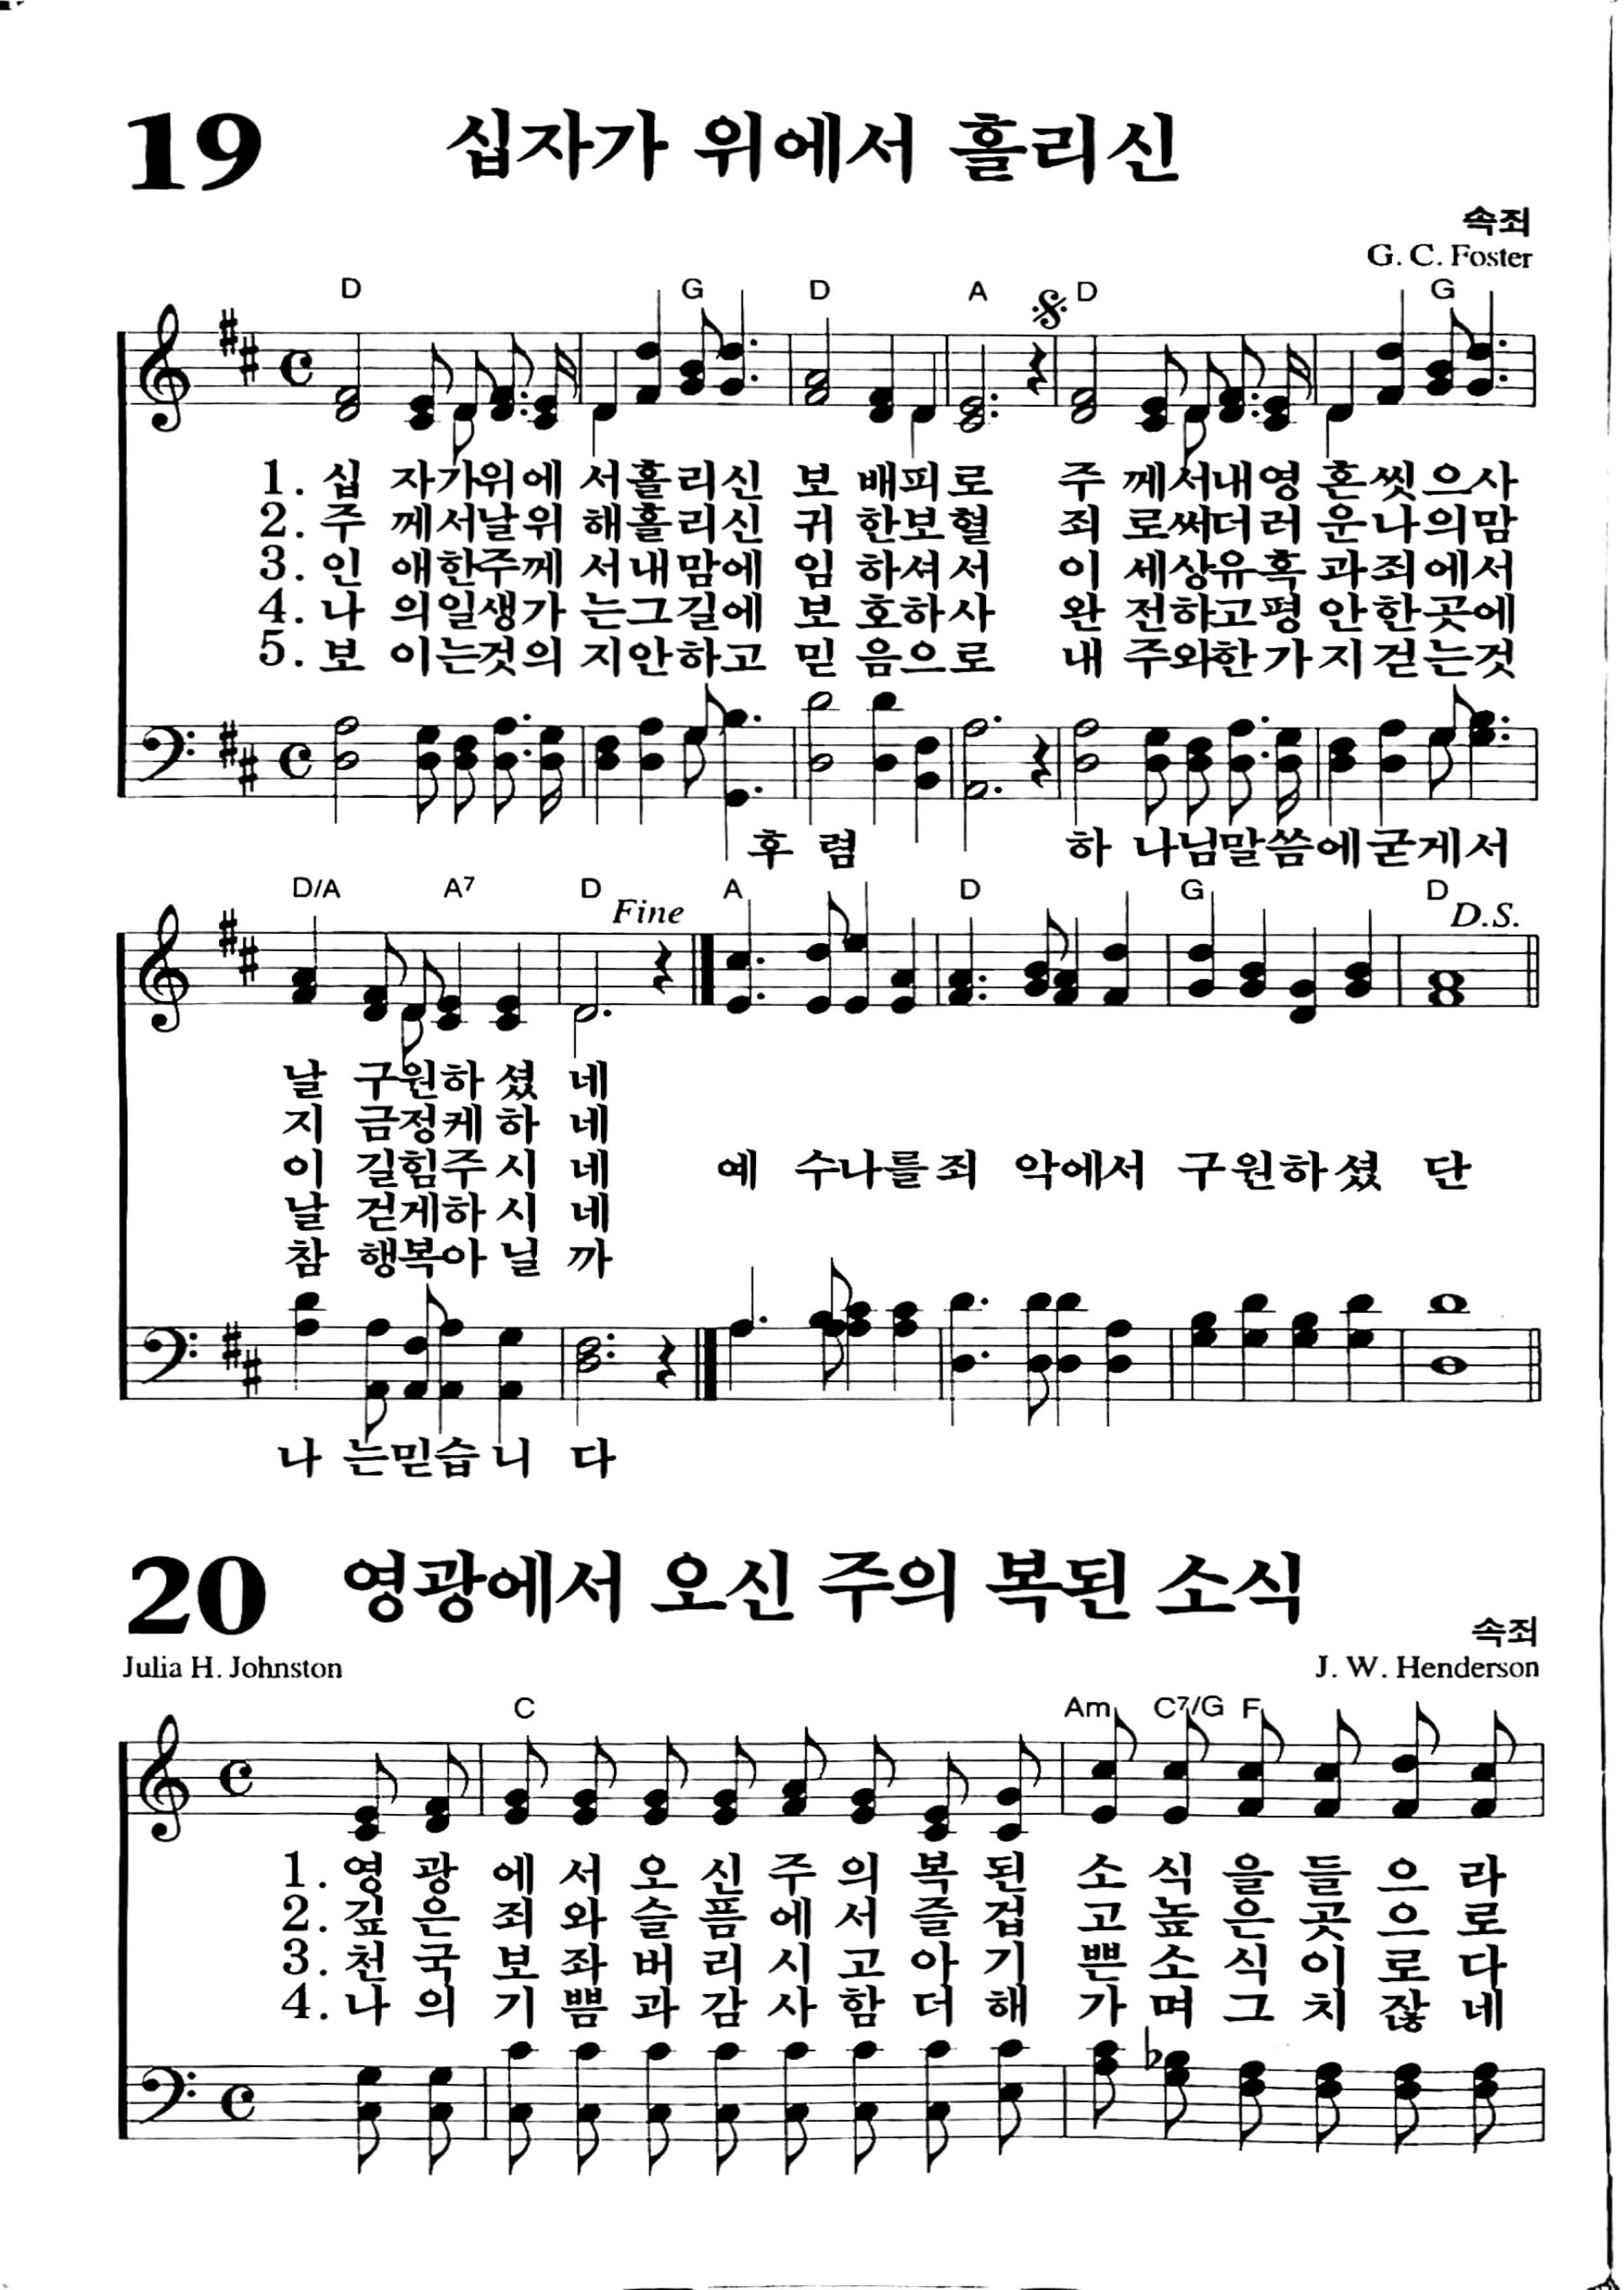 19 십자가 위에서 흘리신
속죄
G. C. Foster
D G D A D G
1. 십 자가위에 서흘리신 보 배피로 주 께서내영 혼씻으사
2. 주 께서날위 해흘리신 귀 한보혈 죄 로써더러 운나의맘
3. 인 애한주께 서내맘에 임 하셔서 이 세상유혹 과죄에서
4. 나 의일생가 는그길에 보 호하사 완 전하고평 안한곳에
5. 보 이는것의 지안하고 믿 음으로 내 주와한가 지걷는것
후 렴 하 나님말씀에굳게서
D/A A7 D Fine A D G D D.S.
날 구원하 셨 네
지 금정케 하 네
이 길힘주 시 네 예 수나를죄 악에서 구원하셨 단
날 걷게하 시 네
참 행복아 닐 까
나 는믿습 니 다
20 영광에서 오신 주의 복된 소식
속죄
Julia H. Johnston J. W. Henderson
C Am C7/G F
1. 영 광 에 서 오 신 주 의 복 된 소 식 을 들 으 라
2. 깊 은 죄 와 슬 픔 에 서 즐 겁 고 높 은 곳 으 로
3. 천 국 보 좌 버 리 시 고 아 기 쁜 소 식 이 로 다
4. 나 의 기 쁨 과 감 사 함 더 해 가 며 그 치 잖 네